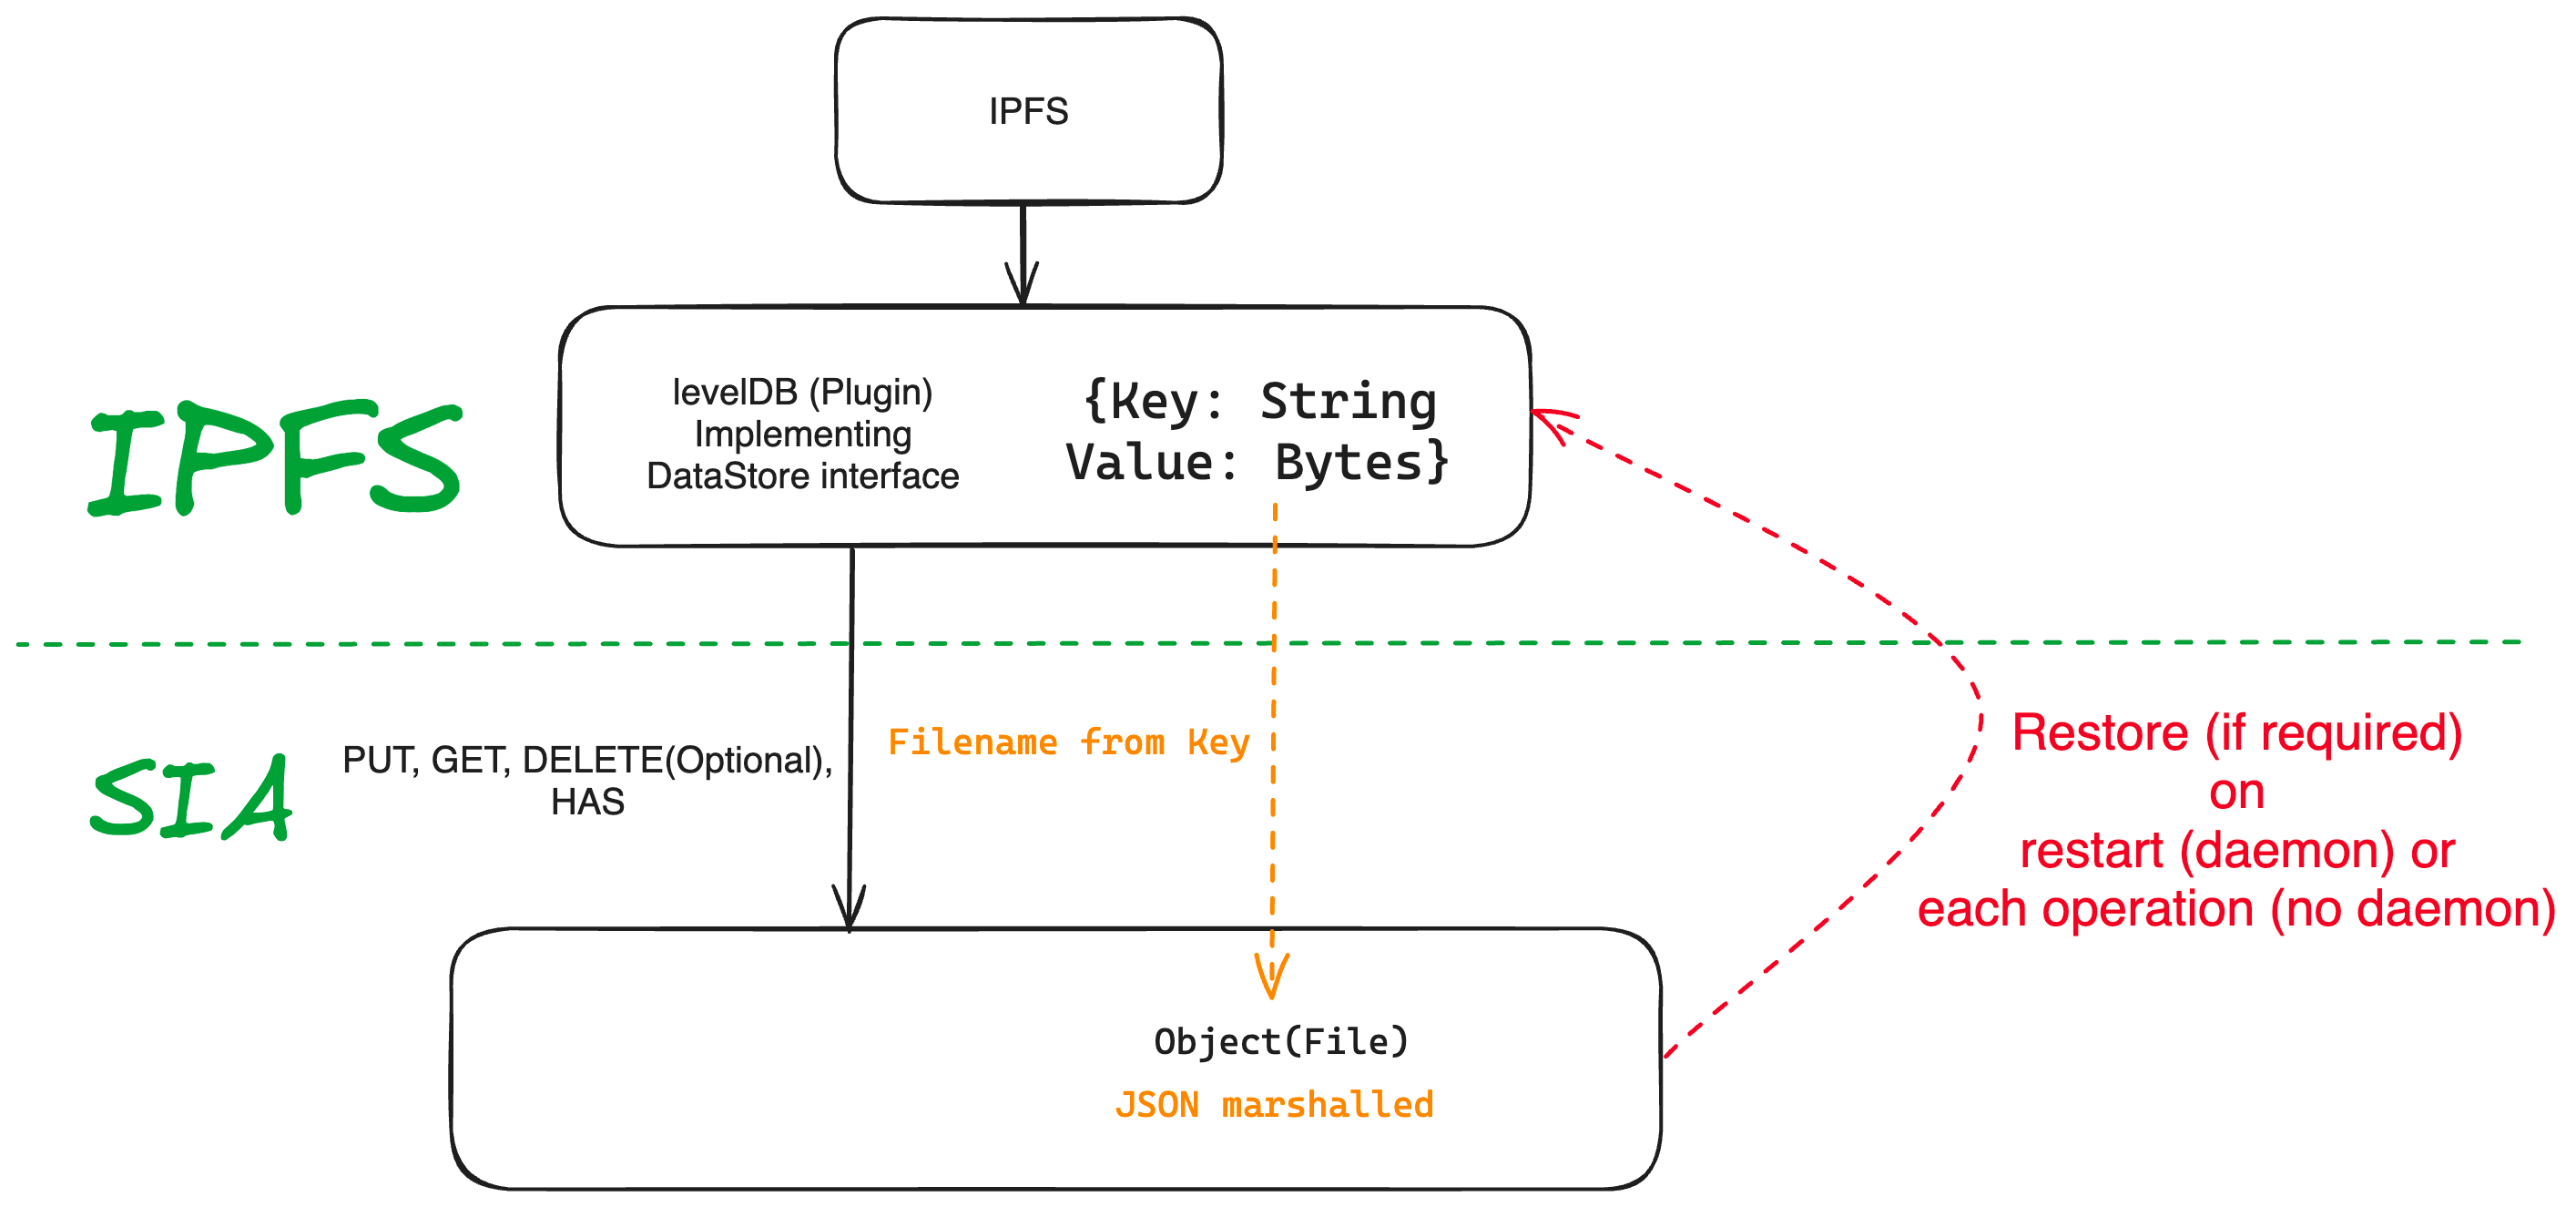 IPFS
levelDB (Plugin)
Implementing
DataStore interface
{Key: String
Value: Bytes}
IPFS
SIA
PUT, GET, DELETE(Optional),
HAS
Filename from Key
Restore (if required)
on
restart (daemon) or
each operation (no daemon)
Object(File)
JSON marshalled